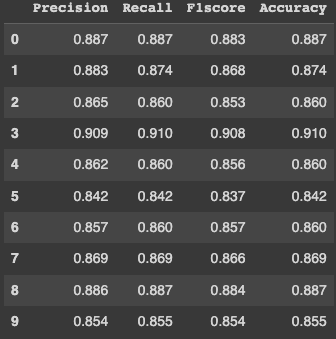 Precision Recall F1score Accuracy
0 0.887 0.887 0.883 0.887
1 0.883 0.874 0.868 0.874
2 0.865 0.860 0.853 0.860
3 0.909 0.910 0.908 0.910
4 0.862 0.860 0.856 0.860
5 0.842 0.842 0.837 0.842
6 0.857 0.860 0.857 0.860
7 0.869 0.869 0.866 0.869
8 0.886 0.887 0.884 0.887
9 0.854 0.855 0.854 0.855